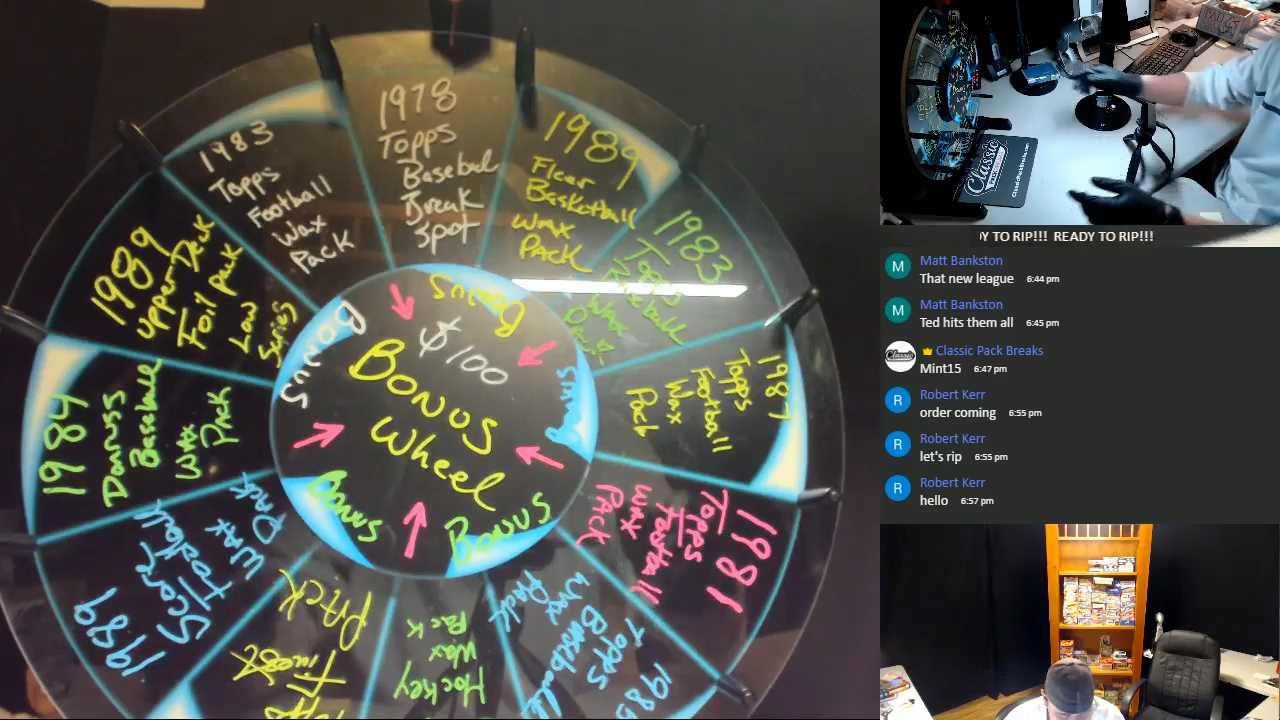 1978
Topps
Baseball
Break
Spot
1989
Fleer
Basketball
Wax
Pack
1983
Topps
Baseball
Wax
1987
Topps
Football
Wax
Pack
1981
Topps
Football
Wax
Pack
1985
Topps
Baseball
Wax
Pack
Hockey
Wax
Pack
Finest
Pack
1989
Pack
1984
Donruss
Baseball
Wax
Pack
1989
Upper Deck
Foil Pack
Low
Series
1983
Topps
Football
Wax
Pack
Bonus
Bonus
Bonus
Bonus
Bonus
$100
Bonus
Wheel
Classic
Y TO RIP!!! READY TO RIP!!!
M Matt Bankston
That new league 6:44 pm
M Matt Bankston
Ted hits them all 6:45 pm
Classic Classic Pack Breaks
Mint15 6:47 pm
R Robert Kerr
order coming 6:55 pm
R Robert Kerr
let's rip 6:55 pm
R Robert Kerr
hello 6:57 pm